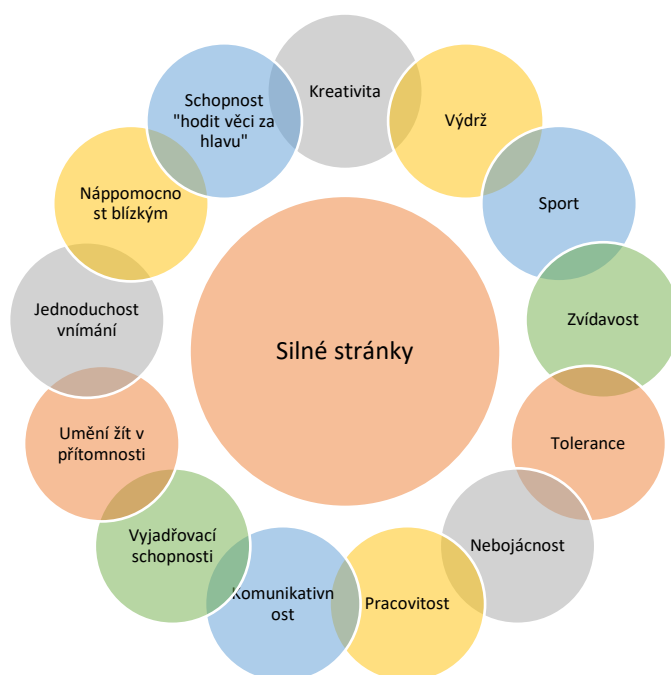 Kreativita
Výdrž
Sport
Zvídavost
Tolerance
Nebojácnost
Pracovitost
Komunikativn
ost
Vyjadřovací
schopnosti
Umění žít v
přítomnosti
Jednoduchost
vnímání
Náppomocno
st blízkým
Schopnost
"hodit věci za
hlavu"
Silné stránky